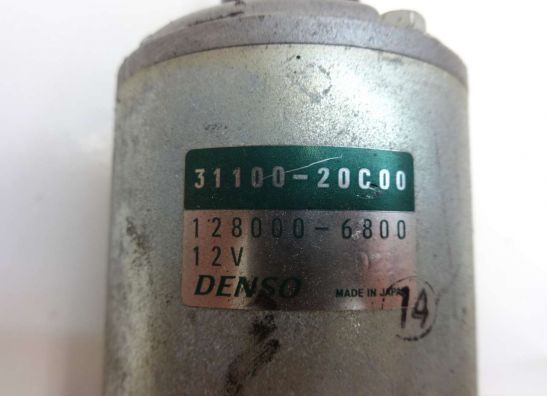 31100-20C00
128000-6800
12V
DENSO MADE IN JAPAN
14